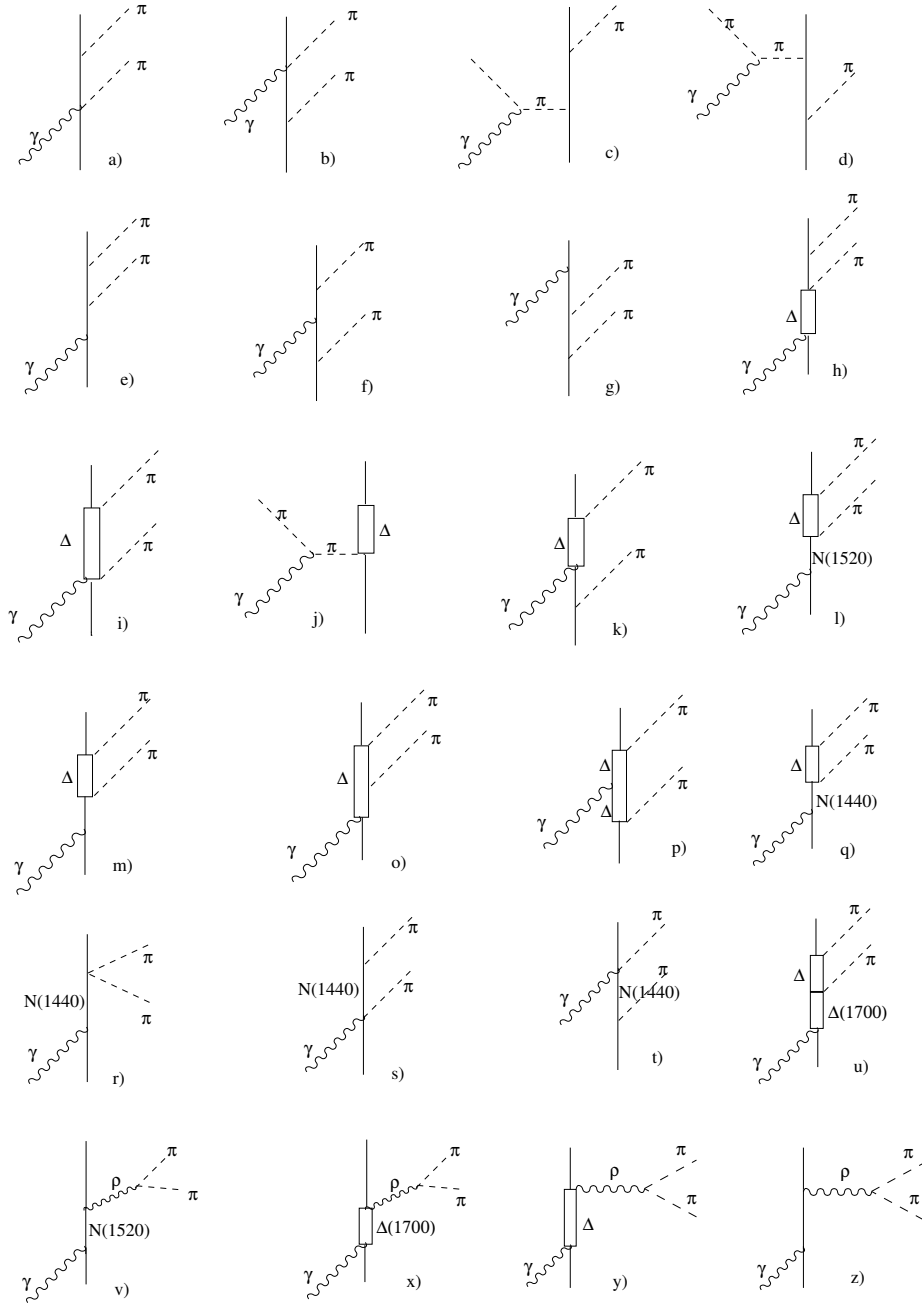 π
π
γ
a)
π
π
γ
b)
π
π
γ
c)
π
π
π
γ
d)
π
π
γ
e)
π
π
γ
f)
π
π
γ
g)
π
π
Δ
γ
h)
π
π
Δ
γ
i)
π
π
Δ
γ
j)
π
π
Δ
γ
k)
π
π
Δ
N(1520)
γ
l)
π
π
Δ
γ
m)
π
π
Δ
γ
o)
π
π
Δ
Δ
γ
p)
π
π
Δ
N(1440)
γ
q)
π
π
N(1440)
γ
r)
π
π
N(1440)
γ
s)
π
π
N(1440)
γ
t)
π
π
Δ
Δ(1700)
γ
u)
π
π
ρ
N(1520)
γ
v)
π
π
ρ
Δ(1700)
γ
x)
π
π
ρ
Δ
γ
y)
π
π
ρ
γ
z)